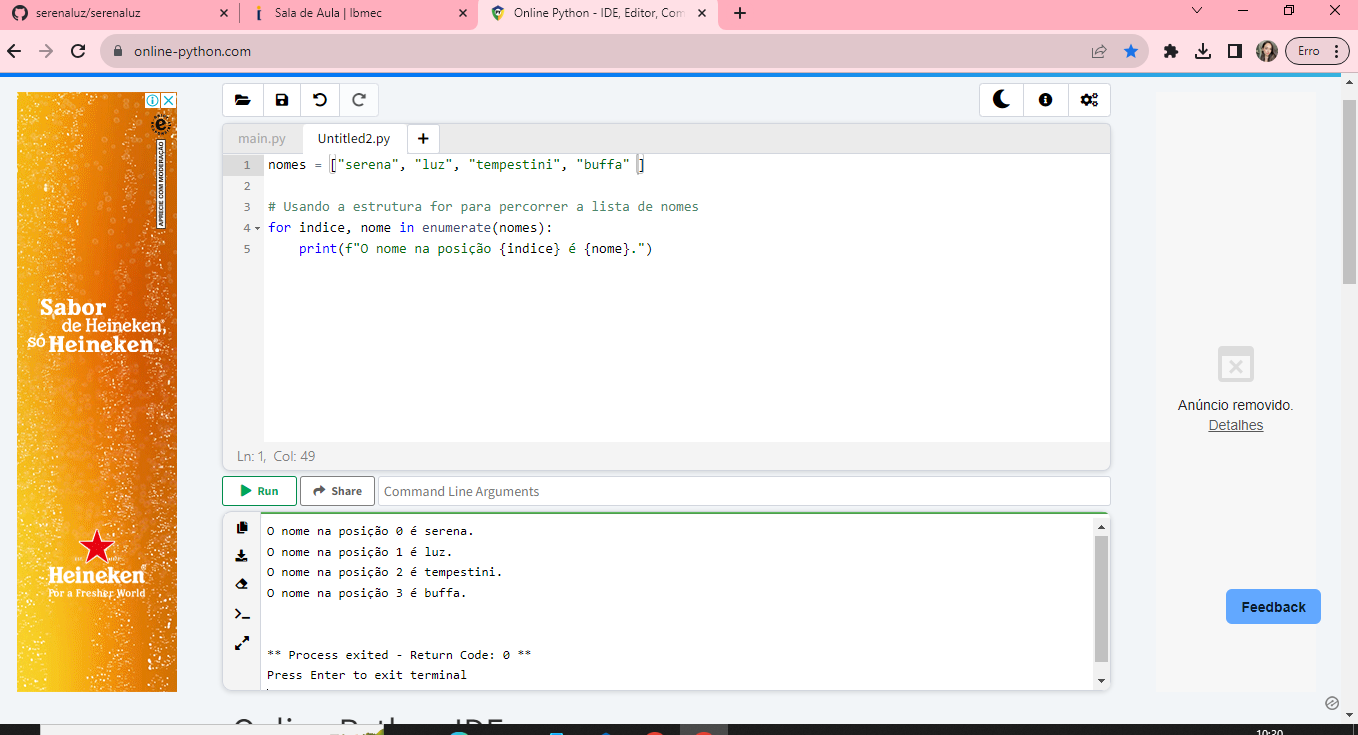 serenaluz/serenaluz
Sala de Aula | Ibmec
Online Python - IDE, Editor, Com
online-python.com
Erro
APRECIE COM MODERAÇÃO
Sabor
de Heineken,
só Heineken.
Heineken
For a Fresher World
main.py
Untitled2.py
1 nomes = ["serena", "luz", "tempestini", "buffa" ]
2
3 # Usando a estrutura for para percorrer a lista de nomes
4 for indice, nome in enumerate(nomes):
5 print(f"O nome na posição {indice} é {nome}.")
Ln: 1, Col: 49
Run
Share
Command Line Arguments
O nome na posição 0 é serena.
O nome na posição 1 é luz.
O nome na posição 2 é tempestini.
O nome na posição 3 é buffa.
** Process exited - Return Code: 0 **
Press Enter to exit terminal
Anúncio removido.
Detalhes
Feedback
Online Python IDE
10:20